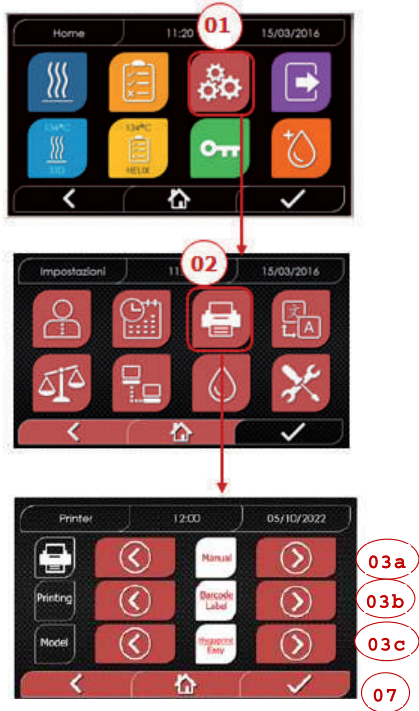 01
Home 11:20 15/03/2016
134°C 134°C
STD HELIX
02
Impostazioni 11 15/03/2016
A
Printer 12:00 05/10/2022
Manual
03a
Printing Barcode Label
03b
Model Hygoprint Easy
03c
07